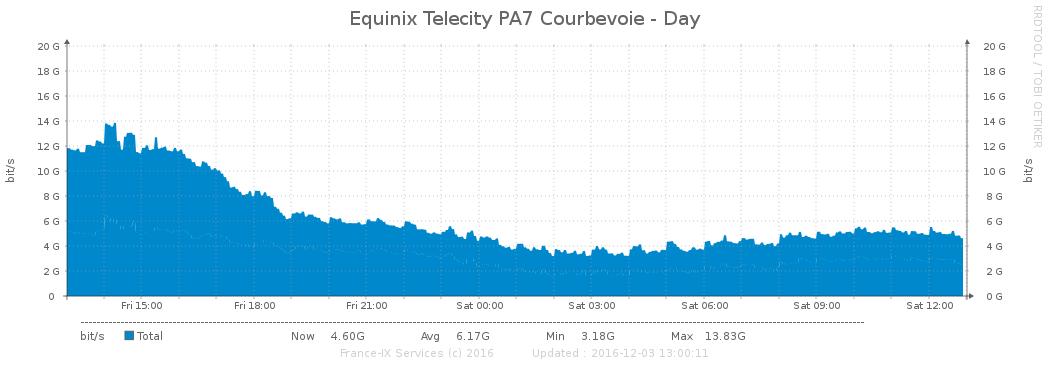 Equinix Telecity PA7 Courbevoie - Day
RRDTOOL / TOBI OETIKER
20 G 20 G
18 G 18 G
16 G 16 G
14 G 14 G
12 G 12 G
10 G 10 G
8 G 8 G
6 G 6 G
4 G 4 G
2 G 2 G
0 0 G
bit/s bit/s
Fri 15:00 Fri 18:00 Fri 21:00 Sat 00:00 Sat 03:00 Sat 06:00 Sat 09:00 Sat 12:00
bit/s Total Now 4.60G Avg 6.17G Min 3.18G Max 13.83G
France-IX Services (c) 2016 Updated : 2016-12-03 13:00:11